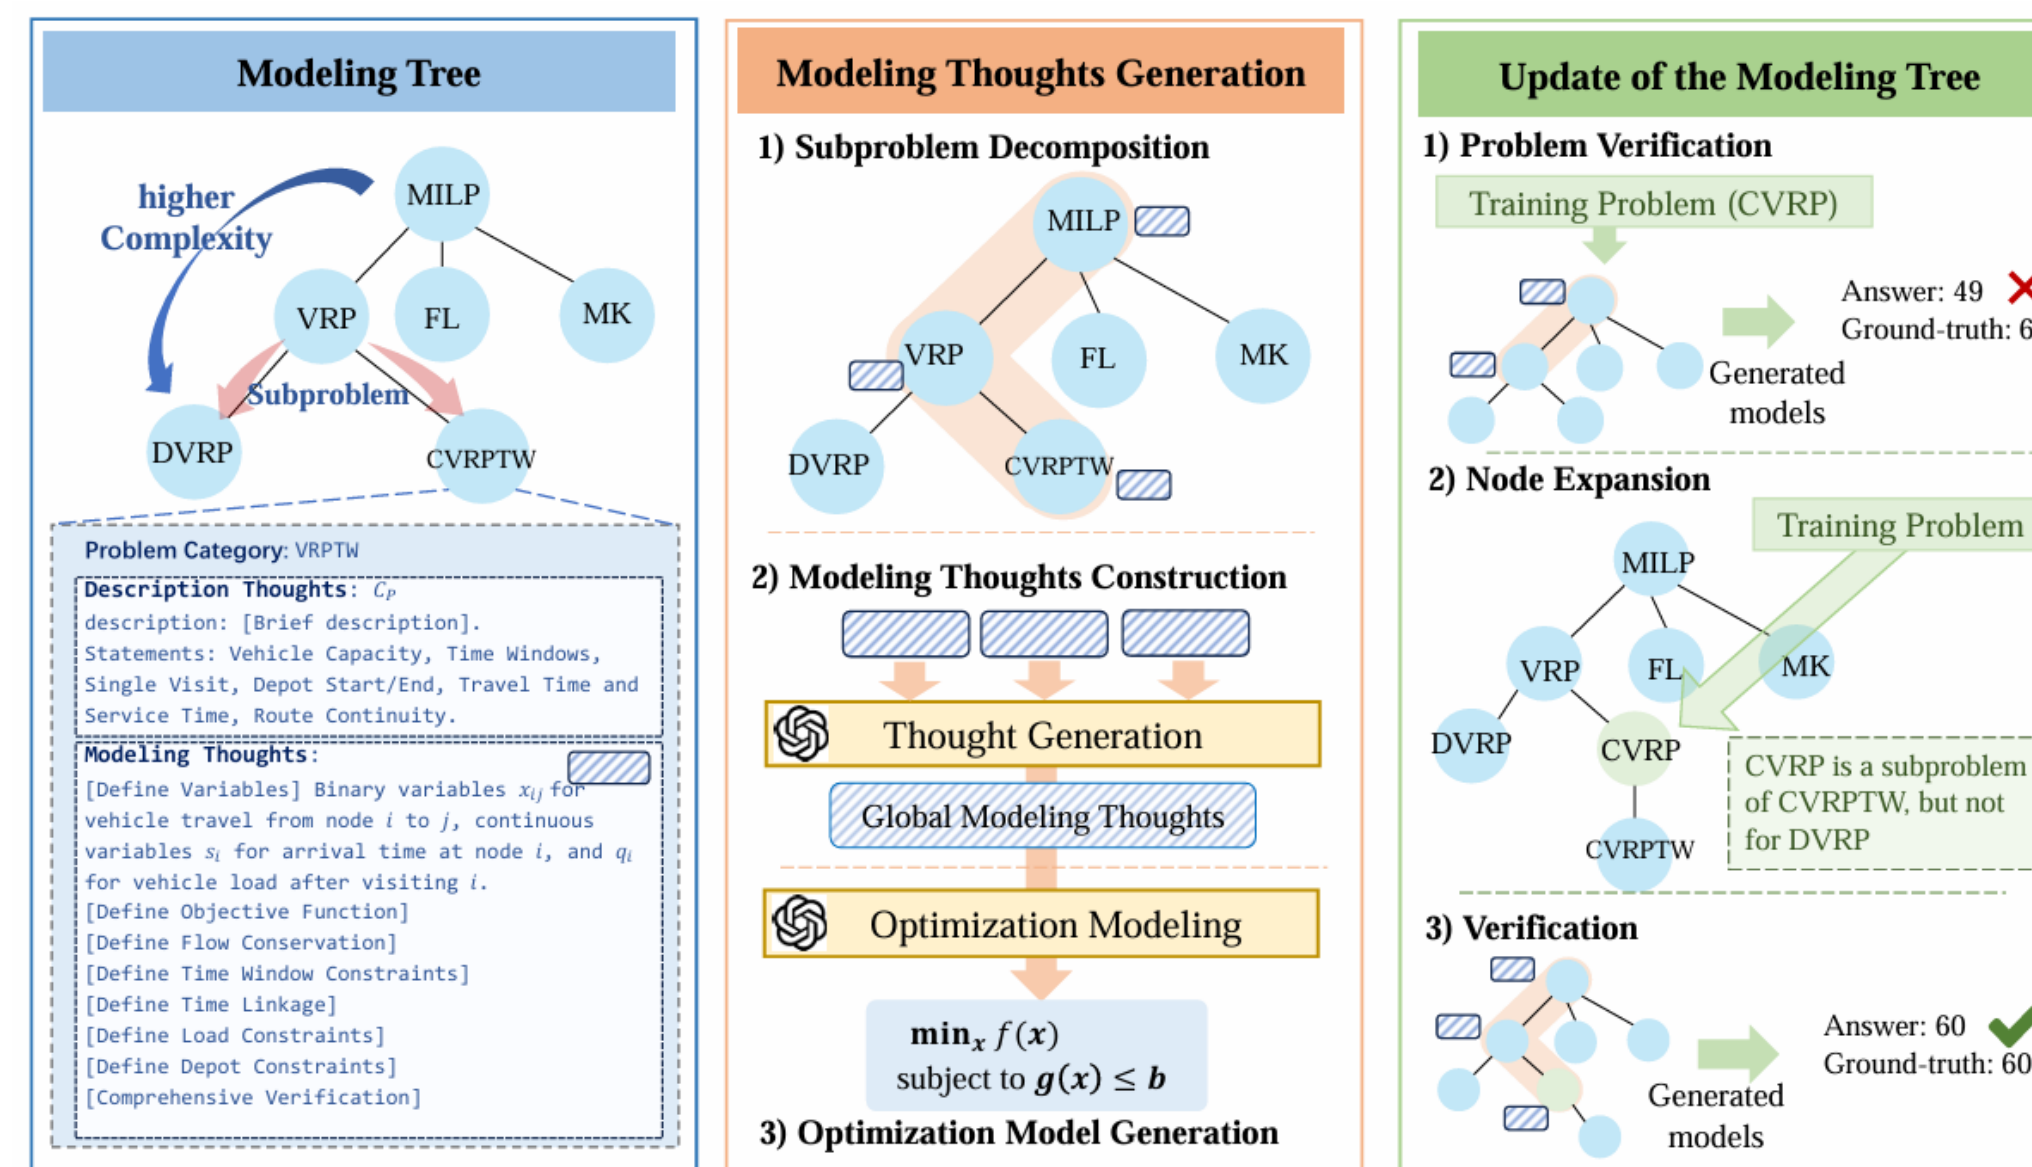 Modeling Tree
higher
Complexity
MILP
VRP
FL
MK
Subproblem
DVRP
CVRPTW
Problem Category: VRPTW
Description Thoughts: C_P
description: [Brief description].
Statements: Vehicle Capacity, Time Windows,
Single Visit, Depot Start/End, Travel Time and
Service Time, Route Continuity.
Modeling Thoughts:
[Define Variables] Binary variables x_{ij} for
vehicle travel from node i to j, continuous
variables s_i for arrival time at node i, and q_i
for vehicle load after visiting i.
[Define Objective Function]
[Define Flow Conservation]
[Define Time Window Constraints]
[Define Time Linkage]
[Define Load Constraints]
[Define Depot Constraints]
[Comprehensive Verification]
Modeling Thoughts Generation
1) Subproblem Decomposition
MILP
VRP
FL
MK
DVRP
CVRPTW
2) Modeling Thoughts Construction
Thought Generation
Global Modeling Thoughts
Optimization Modeling
min_x f(x)
subject to g(x) ≤ b
3) Optimization Model Generation
Update of the Modeling Tree
1) Problem Verification
Training Problem (CVRP)
Answer: 49
Ground-truth: 6
Generated
models
2) Node Expansion
Training Problem
MILP
VRP
FL
MK
DVRP
CVRP
CVRPTW
CVRP is a subproblem
of CVRPTW, but not
for DVRP
3) Verification
Answer: 60
Ground-truth: 60
Generated
models